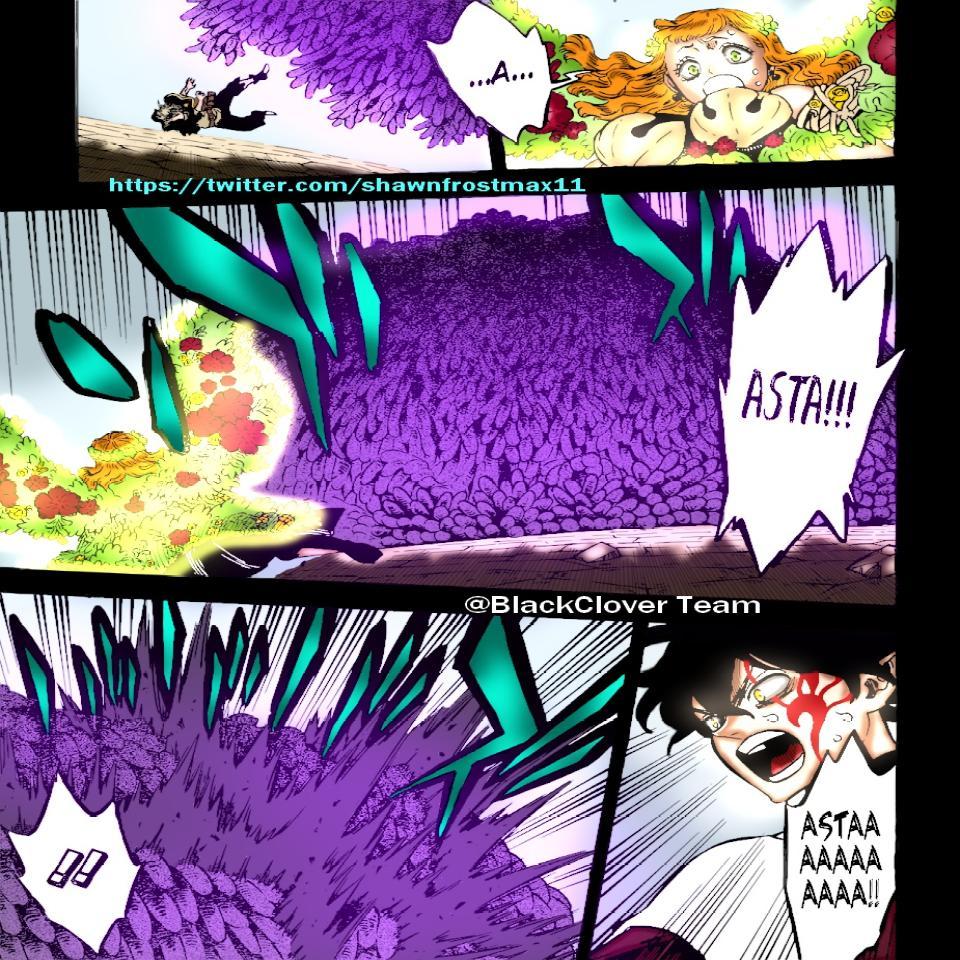 ...A...
https://twitter.com/shawnfrostmax11
ASTA!!!
@BlackClover Team
ASTAA
AAAAA
AAAA!!
!!